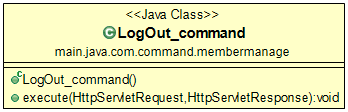 <<Java Class>>
C LogOut_command
main.java.com.command.membermanage
c LogOut_command()
execute(HttpServletRequest,HttpServletResponse):void